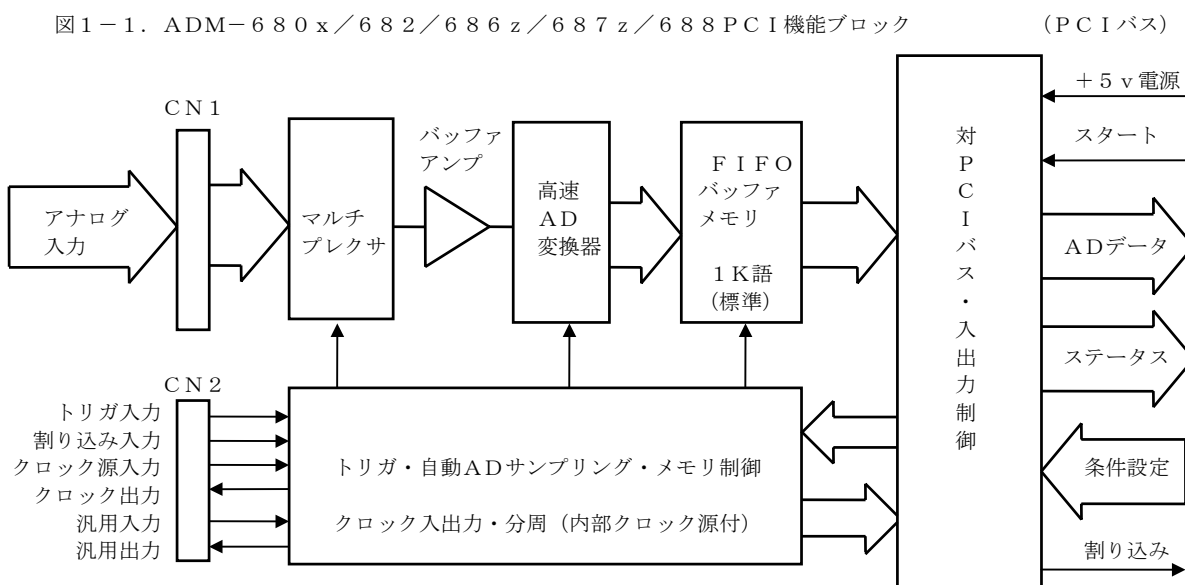 図1-1.ADM-680x/682/686z/687z/688PCI機能ブロック (PCIバス)
CN1
アナログ
入力
マルチ
プレクサ
バッファ
アンプ
高速
AD
変換器
FIFO
バッファ
メモリ
1K語
(標準)
対PCIバス・入出力制御
+5v電源
スタート
ADデータ
ステータス
条件設定
割り込み
CN2
トリガ入力
割り込み入力
クロック源入力
クロック出力
汎用入力
汎用出力
トリガ・自動ADサンプリング・メモリ制御
クロック入出力・分周(内部クロック源付)